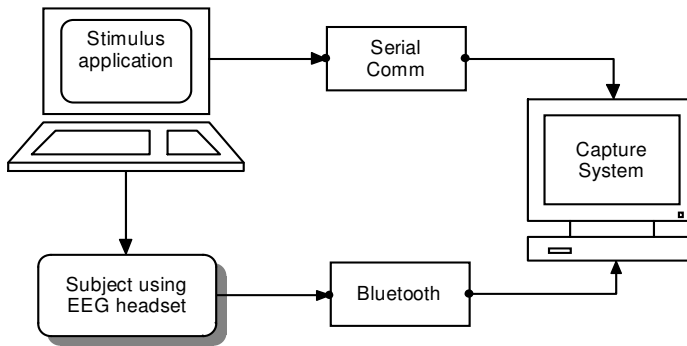 Stimulus
application
Serial
Comm
Capture
System
Subject using
EEG headset
Bluetooth